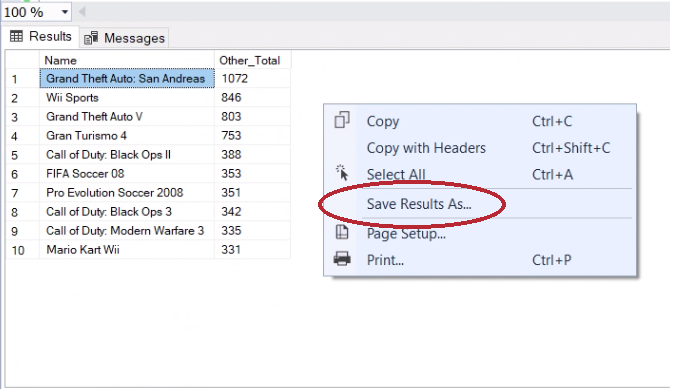 100 %
Results Messages
Name Other_Total
1 Grand Theft Auto: San Andreas 1072
2 Wii Sports 846
3 Grand Theft Auto V 803
4 Gran Turismo 4 753
5 Call of Duty: Black Ops II 388
6 FIFA Soccer 08 353
7 Pro Evolution Soccer 2008 351
8 Call of Duty: Black Ops 3 342
9 Call of Duty: Modern Warfare 3 335
10 Mario Kart Wii 331
Copy Ctrl+C
Copy with Headers Ctrl+Shift+C
Select All Ctrl+A
Save Results As...
Page Setup...
Print... Ctrl+P